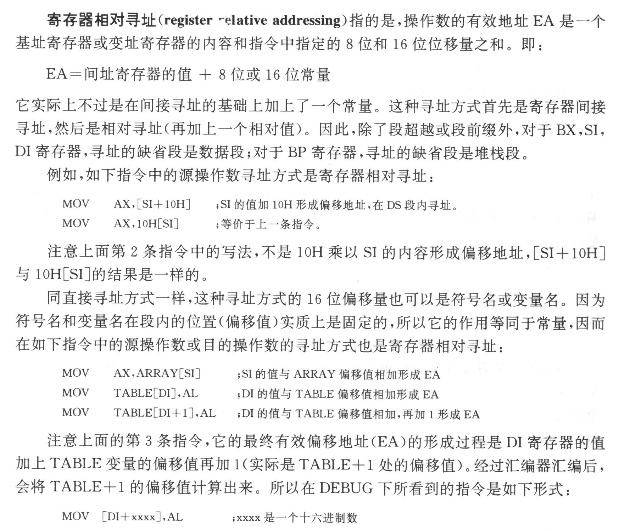 寄存器相对寻址(register relative addressing)指的是,操作数的有效地址 EA 是一个
基址寄存器或变址寄存器的内容和指令中指定的 8 位和 16 位位移量之和。即:
EA=间址寄存器的值 + 8 位或 16 位常量
它实际上不过是在间接寻址的基础上加上了一个常量。这种寻址方式首先是寄存器间接
寻址,然后是相对寻址(再加上一个相对值)。因此,除了段超越或段前缀外,对于 BX,SI,
DI 寄存器,寻址的缺省段是数据段;对于 BP 寄存器,寻址的缺省段是堆栈段。
例如,如下指令中的源操作数寻址方式是寄存器相对寻址:
MOV AX,[SI+10H] ;SI 的值加 10H 形成偏移地址,在 DS 段内寻址。
MOV AX,10H[SI] ;等价于上一条指令。
注意上面第 2 条指令中的写法,不是 10H 乘以 SI 的内容形成偏移地址,[SI+10H]
与 10H[SI]的结果是一样的。
同直接寻址方式一样,这种寻址方式的 16 位偏移量也可以是符号名或变量名。因为
符号名和变量名在段内的位置(偏移值)实质上是固定的,所以它的作用等同于常量,因而
在如下指令中的源操作数或目的操作数的寻址方式也是寄存器相对寻址:
MOV AX,ARRAY[SI] ;SI 的值与 ARRAY 偏移值相加形成 EA
MOV TABLE[DI],AL ;DI 的值与 TABLE 偏移值相加形成 EA
MOV TABLE[DI+1],AL ;DI 的值与 TABLE 偏移值相加,再加 1 形成 EA
注意上面的第 3 条指令,它的最终有效偏移地址(EA)的形成过程是 DI 寄存器的值
加上 TABLE 变量的偏移值再加 1(实际是 TABLE+1 处的偏移值)。经过汇编器汇编后,
会将 TABLE+1 的偏移值计算出来。所以在 DEBUG 下所看到的指令是如下形式:
MOV [DI+xxxx],AL ;xxxx 是一个十六进制数